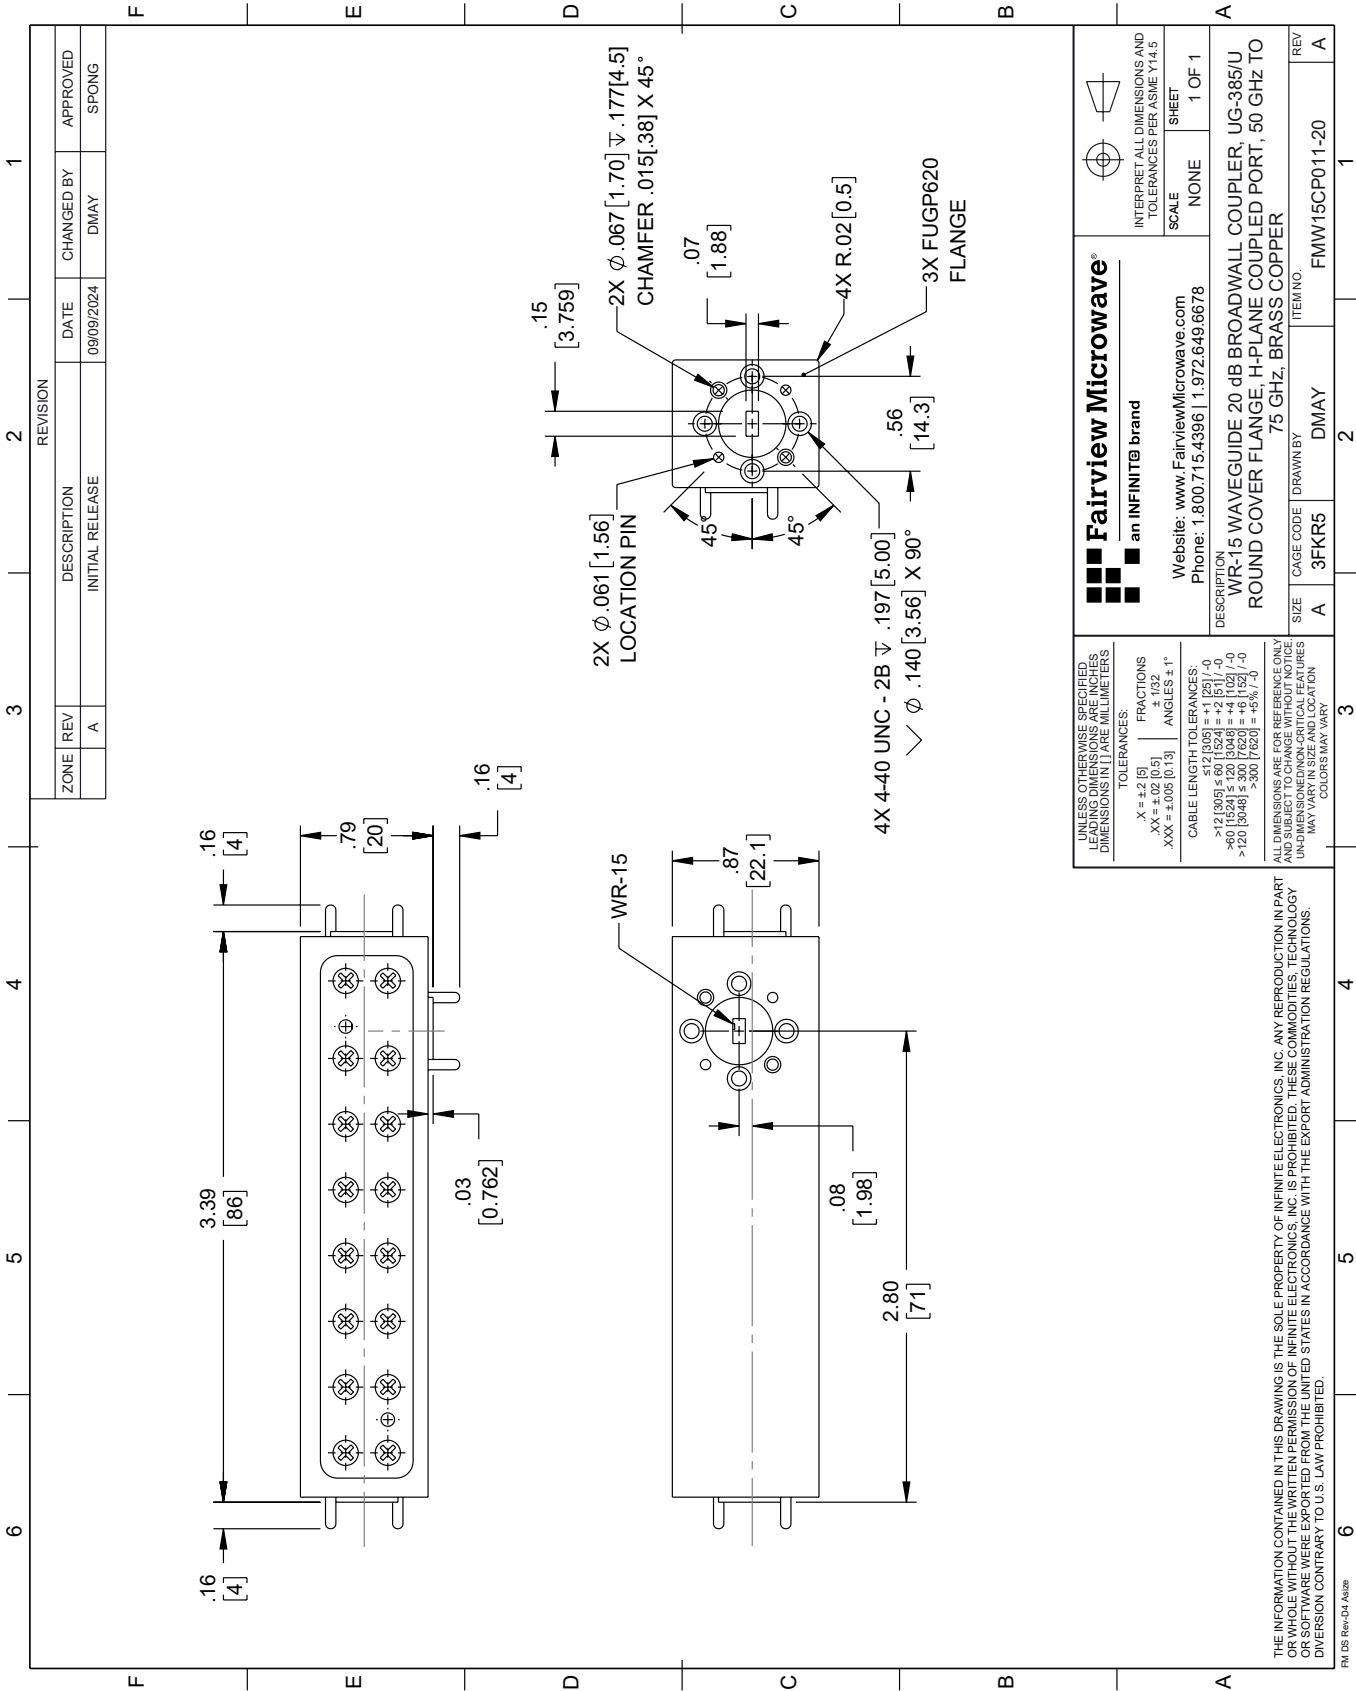 6
5
4
3
2
1
F
E
D
C
B
A
REVISION
ZONE
REV
DESCRIPTION
DATE
CHANGED BY
APPROVED
A
INITIAL RELEASE
09/09/2024
DMAY
SPONG
.16
[4]
3.39
[86]
.16
[4]
.79
[20]
.16
[4]
.03
[0.762]
.15
[3.759]
2X ⌀ .067 [1.70] ↧ .177[4.5]
CHAMFER .015[.38] X 45°
2X ⌀ .061 [1.56]
LOCATION PIN
.07
[1.88]
45°
45°
4X R.02 [0.5]
.56
[14.3]
3X FUGP620
FLANGE
4X 4-40 UNC - 2B ↧ .197 [5.00]
⌵ ⌀ .140 [3.56] X 90°
WR-15
.87
[22.1]
.08
[1.98]
2.80
[71]
UNLESS OTHERWISE SPECIFIED
LEADING DIMENSIONS ARE INCHES
DIMENSIONS IN [ ] ARE MILLIMETERS
TOLERANCES:
.X = ±.2 [5]
.XX = ±.02 [0.5]
.XXX = ±.005 [0.13]
FRACTIONS
± 1/32
ANGLES ± 1°
CABLE LENGTH TOLERANCES:
≤12 [305] = +1 [25] / -0
>12 [305] ≤ 60 [1524] = +2 [51] / -0
>60 [1524] ≤ 120 [3048] = +4 [102] / -0
>120 [3048] ≤ 300 [7620] = +6 [152] / -0
>300 [7620] = +5% / -0
ALL DIMENSIONS ARE FOR REFERENCE ONLY
AND SUBJECT TO CHANGE WITHOUT NOTICE.
UN-DIMENSIONED/NON-CRITICAL FEATURES
MAY VARY IN SIZE AND LOCATION
COLORS MAY VARY
Fairview Microwave®
an INFINIT℮ brand
Website: www.FairviewMicrowave.com
Phone: 1.800.715.4396 | 1.972.649.6678
INTERPRET ALL DIMENSIONS AND
TOLERANCES PER ASME Y14.5
SCALE
NONE
SHEET
1 OF 1
DESCRIPTION
WR-15 WAVEGUIDE 20 dB BROADWALL COUPLER, UG-385/U
ROUND COVER FLANGE, H-PLANE COUPLED PORT, 50 GHz TO
75 GHz, BRASS COPPER
SIZE
A
CAGE CODE
3FKR5
DRAWN BY
DMAY
ITEM NO.
FMW15CP011-20
REV
A
THE INFORMATION CONTAINED IN THIS DRAWING IS THE SOLE PROPERTY OF INFINITE ELECTRONICS, INC. ANY REPRODUCTION IN PART
OR WHOLE WITHOUT THE WRITTEN PERMISSION OF INFINITE ELECTRONICS, INC. IS PROHIBITED. THESE COMMODITIES, TECHNOLOGY
OR SOFTWARE WERE EXPORTED FROM THE UNITED STATES IN ACCORDANCE WITH THE EXPORT ADMINISTRATION REGULATIONS.
DIVERSION CONTRARY TO U.S. LAW PROHIBITED.
6
5
4
3
2
1
F
E
D
C
B
A
FM DS Rev-D4 Asize